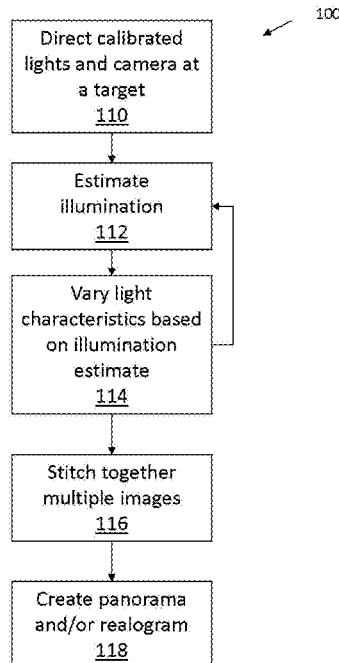 100
Direct calibrated
lights and camera at
a target
110
Estimate
illumination
112
Vary light
characteristics based
on illumination
estimate
114
Stitch together
multiple images
116
Create panorama
and/or realogram
118